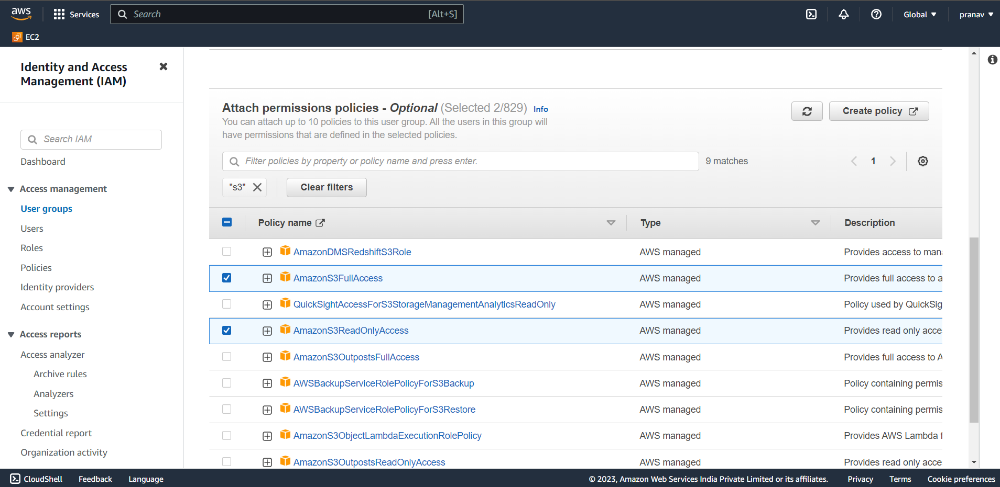 aws
Services
Search
[Alt+S]
Global
pranav
EC2
Identity and Access
Management (IAM)
Search IAM
Dashboard
Access management
User groups
Users
Roles
Policies
Identity providers
Account settings
Access reports
Access analyzer
Archive rules
Analyzers
Settings
Credential report
Organization activity
Attach permissions policies - Optional (Selected 2/829) Info
You can attach up to 10 policies to this user group. All the users in this group will
have permissions that are defined in the selected policies.
Create policy
Filter policies by property or policy name and press enter.
9 matches
1
"s3"
Clear filters
Policy name Type Description
AmazonDMSRedshiftS3Role AWS managed Provides access to mana
AmazonS3FullAccess AWS managed Provides full access to a
QuickSightAccessForS3StorageManagementAnalyticsReadOnly AWS managed Policy used by QuickSig
AmazonS3ReadOnlyAccess AWS managed Provides read only acce
AmazonS3OutpostsFullAccess AWS managed Provides full access to A
AWSBackupServiceRolePolicyForS3Backup AWS managed Policy containing permis
AWSBackupServiceRolePolicyForS3Restore AWS managed Policy containing permis
AmazonS3ObjectLambdaExecutionRolePolicy AWS managed Provides AWS Lambda f
AmazonS3OutpostsReadOnlyAccess AWS managed Provides read only acce
CloudShell Feedback Language © 2023, Amazon Web Services India Private Limited or its affiliates. Privacy Terms Cookie preferences